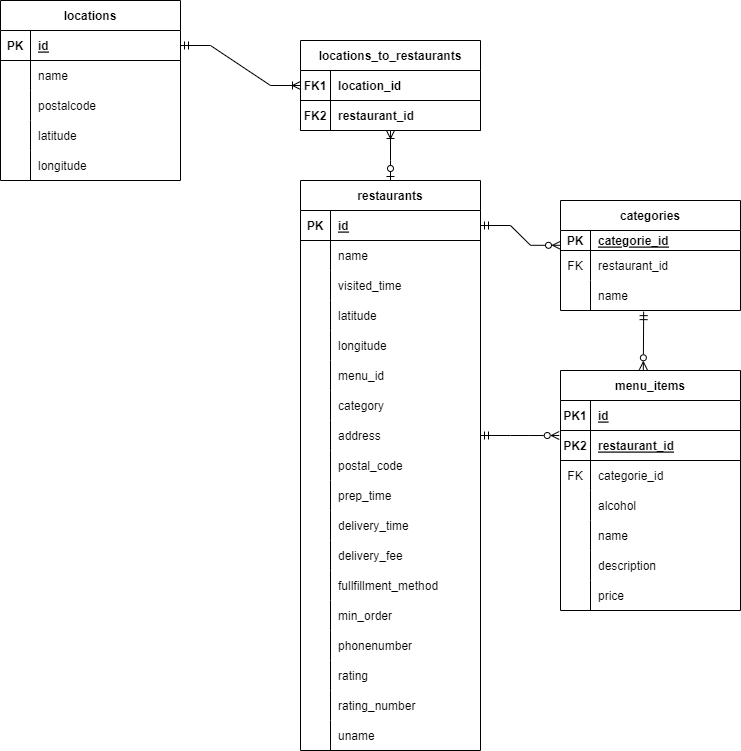 locations
PK id
name
postalcode
latitude
longitude
locations_to_restaurants
FK1 location_id
FK2 restaurant_id
restaurants
PK id
name
visited_time
latitude
longitude
menu_id
category
address
postal_code
prep_time
delivery_time
delivery_fee
fullfillment_method
min_order
phonenumber
rating
rating_number
uname
categories
PK categorie_id
FK restaurant_id
name
menu_items
PK1 id
PK2 restaurant_id
FK categorie_id
alcohol
name
description
price